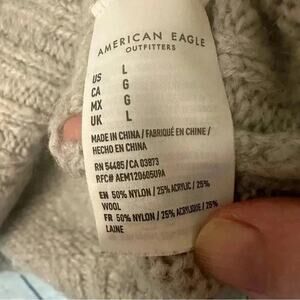 AMERICAN EAGLE
OUTFITTERS
US L
CA G
MX G
UK L
MADE IN CHINA / FABRIQUÉ EN CHINE /
HECHO EN CHINA
RN 54485 / CA 03873
RFC# AEM120605U9A
EN 50% NYLON / 25% ACRYLIC / 25%
WOOL
FR 50% NYLON / 25% ACRYLIQUE / 25%
LAINE